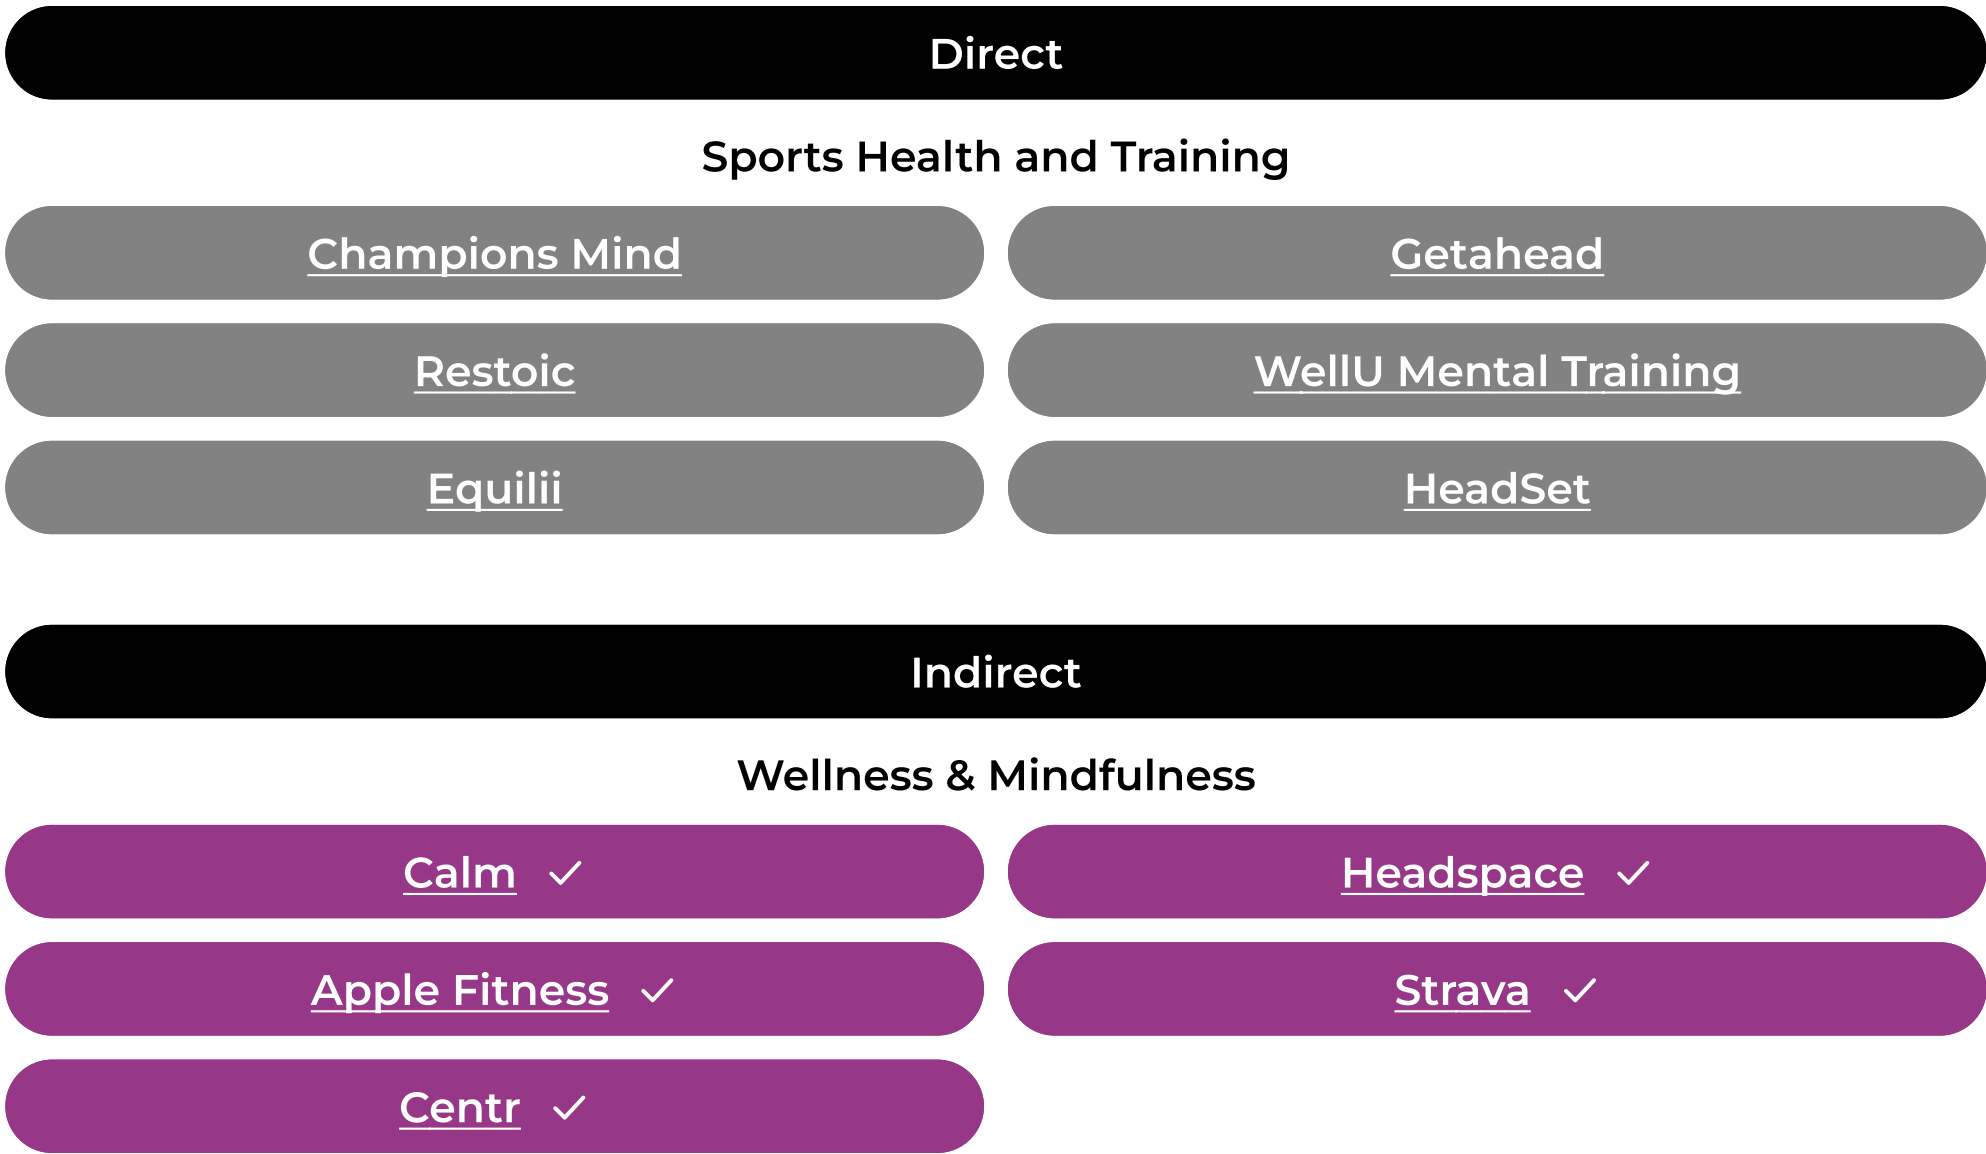 Direct
Sports Health and Training
Champions Mind
Getahead
Restoic
WellU Mental Training
Equilii
HeadSet
Indirect
Wellness & Mindfulness
Calm ✓
Headspace ✓
Apple Fitness ✓
Strava ✓
Centr ✓